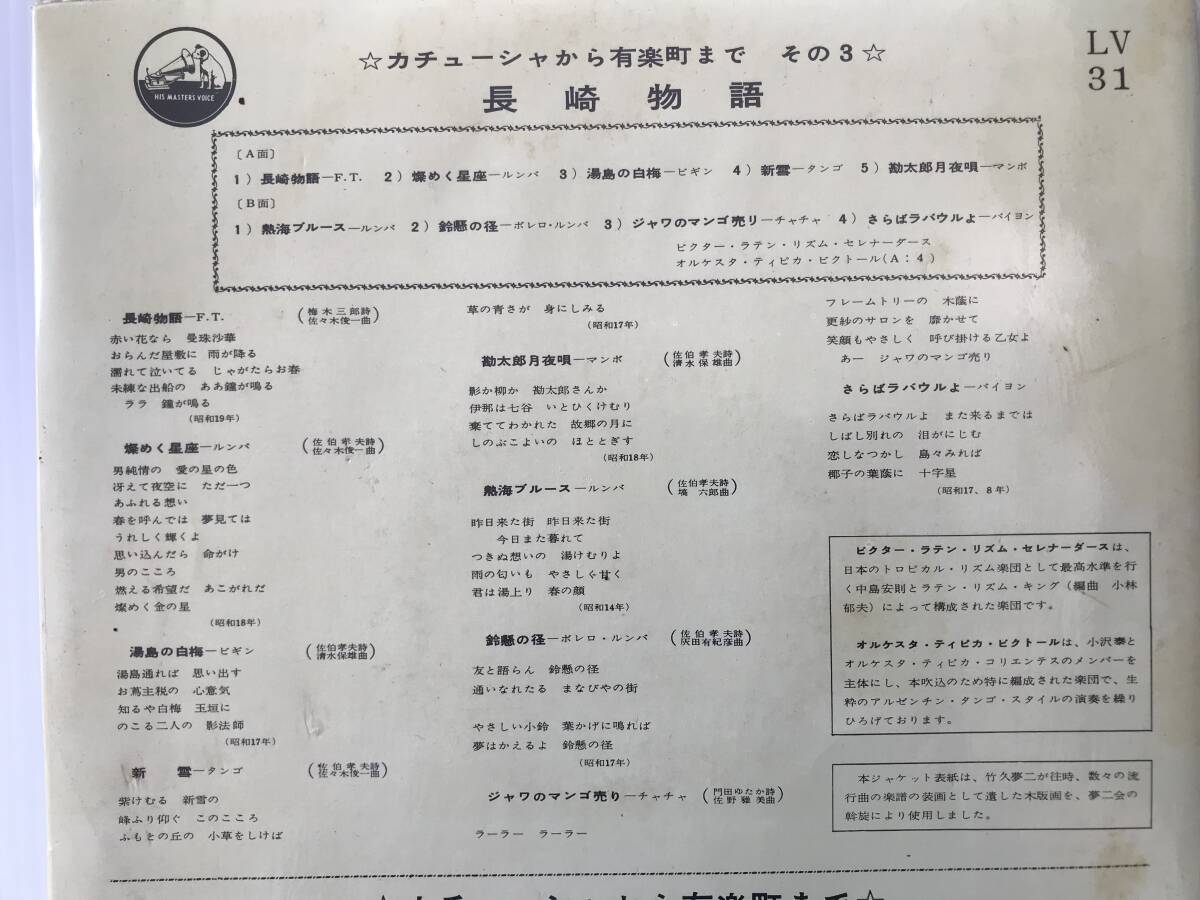 HIS MASTERS VOICE
☆カチューシャから有楽町まで その3☆
長崎物語
LV
31
〔A面〕
1）長崎物語—F.T. 2）燦めく星座—ルンバ 3）湯島の白梅—ビギン 4）新雪—タンゴ 5）勘太郎月夜唄—マンボ
〔B面〕
1）熱海ブルース—ルンバ 2）鈴懸の径—ボレロ・ルンバ 3）ジャワのマンゴ売り—チャチャ 4）さらばラバウルよ—バイヨン
ビクター・ラテン・リズム・セレナーダース
オルケスタ・ティピカ・ビクトール(A：4)
長崎物語—F.T. (梅木三郎詩
佐々木俊一曲)
赤い花なら 曼珠沙華
おらんだ屋敷に 雨が降る
濡れて泣いてる じゃがたらお春
未練な出船の ああ鐘が鳴る
ララ 鐘が鳴る
(昭和19年)
燦めく星座—ルンバ (佐伯孝夫詩
佐々木俊一曲)
男純情の 愛の星の色
冴えて夜空に ただ一つ
あふれる想い
春を呼んでは 夢見ては
うれしく輝くよ
思い込んだら 命がけ
男のこころ
燃える希望だ あこがれだ
燦めく金の星
(昭和18年)
湯島の白梅—ビギン (佐伯孝夫詩
清水保雄曲)
湯島通れば 思い出す
お蔦主税の 心意気
知るや白梅 玉垣に
のこる二人の 影法師
(昭和17年)
新雪—タンゴ (佐伯孝夫詩
佐々木俊一曲)
紫けむる 新雪の
峰ふり仰ぐ このこころ
ふもとの丘の 小草をしけば
草の青さが 身にしみる
(昭和17年)
勘太郎月夜唄—マンボ (佐伯孝夫詩
清水保雄曲)
影か柳か 勘太郎さんか
伊那は七谷 いとひくけむり
棄ててわかれた 故郷の月に
しのぶこよいの ほととぎす
(昭和18年)
熱海ブルース—ルンバ (佐伯孝夫詩
塙六郎曲)
昨日来た街 昨日来た街
今日また暮れて
つきぬ想いの 湯けむりよ
雨の匂いも やさしく甘く
君は湯上り 春の顔
(昭和14年)
鈴懸の径—ボレロ・ルンバ (佐伯孝夫詩
灰田有紀彦曲)
友と語らん 鈴懸の径
通いなれたる まなびやの街
やさしい小鈴 葉かげに鳴れば
夢はかえるよ 鈴懸の径
(昭和17年)
ジャワのマンゴ売り—チャチャ (門田ゆたか詩
佐野雅美曲)
ラーラー ラーラー
フレームトリーの 木蔭に
更紗のサロンを 靡かせて
笑顔もやさしく 呼び掛ける乙女よ
あー ジャワのマンゴ売り
さらばラバウルよ—バイヨン
さらばラバウルよ また来るまでは
しばし別れの 泪がにじむ
恋しなつかし 島々みれば
椰子の葉蔭に 十字星
(昭和17、8年)
ビクター・ラテン・リズム・セレナーダースは、
日本のトロピカル・リズム楽団として最高水準を行
く中島安則とラテン・リズム・キング（編曲 小林
郁夫）によって構成された楽団です。
オルケスタ・ティピカ・ビクトールは、小沢泰と
オルケスタ・ティピカ・コリエンテスのメンバーを
主体にし、本吹込のため特に編成された楽団で、生
粋のアルゼンチン・タンゴ・スタイルの演奏を繰り
ひろげております。
本ジャケット表紙は、竹久夢二が往時、数々の流
行曲の楽譜の装画として遺した木版画を、夢二会の
斡旋により使用しました。
☆カチューシャから有楽町まで☆